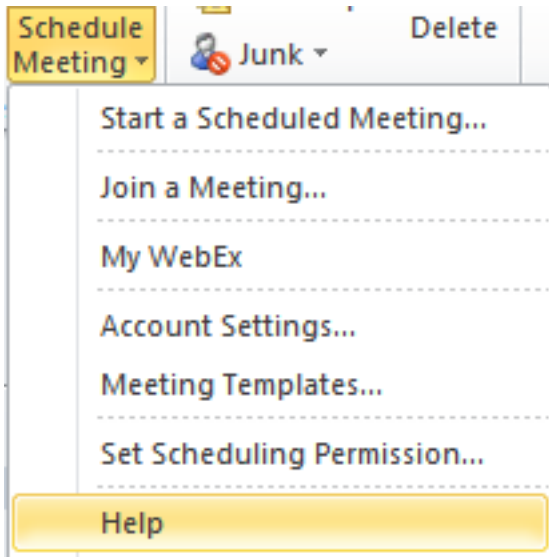 Schedule
Meeting
Junk
Delete
Start a Scheduled Meeting...
Join a Meeting...
My WebEx
Account Settings...
Meeting Templates...
Set Scheduling Permission...
Help